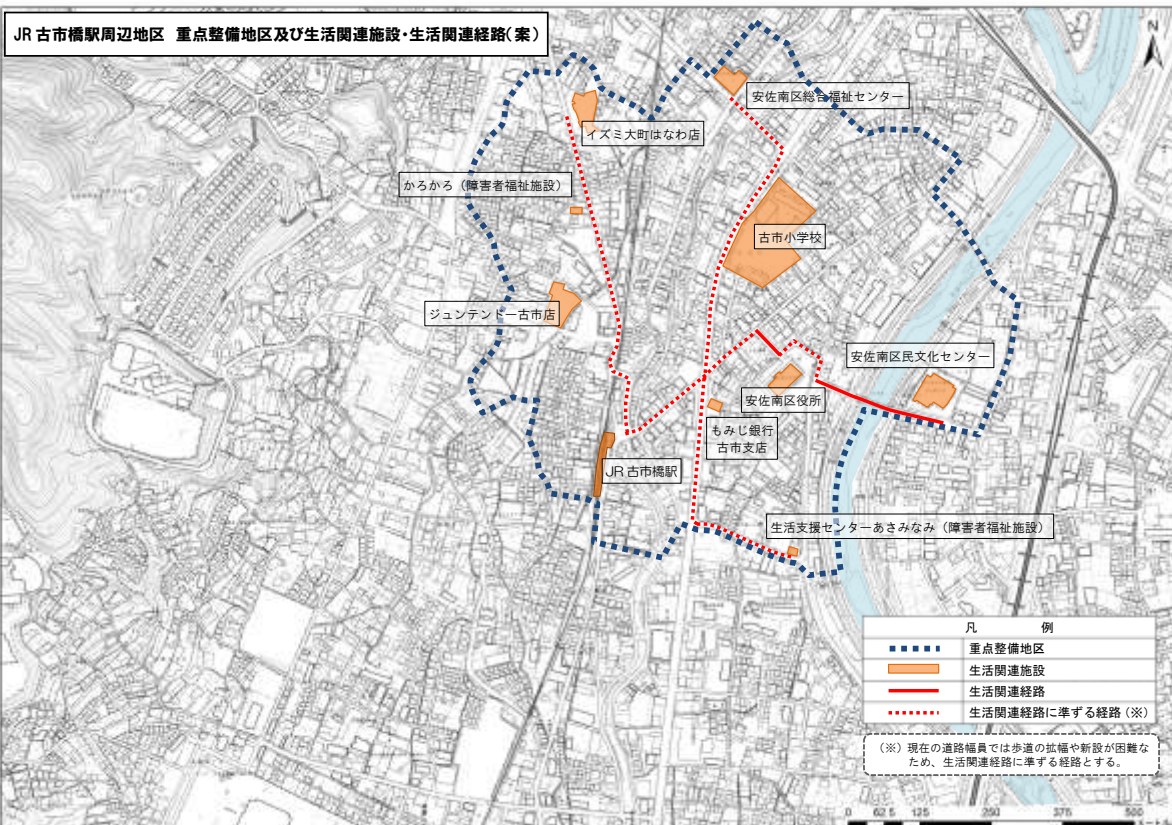 JR 古市橋駅周辺地区 重点整備地区及び生活関連施設・生活関連経路(案)
安佐南区総合福祉センター
イズミ大町はなわ店
かろかろ（障害者福祉施設）
古市小学校
ジュンテンドー古市店
安佐南区民文化センター
安佐南区役所
もみじ銀行
古市支店
JR 古市橋駅
生活支援センターあさみなみ（障害者福祉施設）
凡 例
重点整備地区
生活関連施設
生活関連経路
生活関連経路に準ずる経路(※)
(※) 現在の道路幅員では歩道の拡幅や新設が困難な
ため、生活関連経路に準ずる経路とする。
0 62.5 125 250 375 500